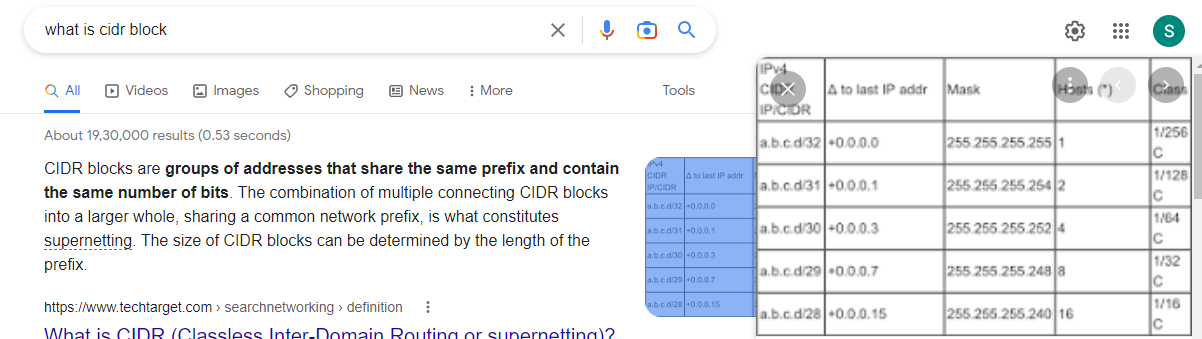 what is cidr block
S
All
Videos
Images
Shopping
News
More
Tools
About 19,30,000 results (0.53 seconds)
CIDR blocks are groups of addresses that share the same prefix and contain
the same number of bits. The combination of multiple connecting CIDR blocks
into a larger whole, sharing a common network prefix, is what constitutes
supernetting. The size of CIDR blocks can be determined by the length of the
prefix.
https://www.techtarget.com › searchnetworking › definition
What is CIDR (Classless Inter-Domain Routing or supernetting)?
IPv4
CIDR Δ to last IP addr
IP/CIDR
a.b.c.d/32 +0.0.0.0
a.b.c.d/31 +0.0.0.1
a.b.c.d/30 +0.0.0.3
a.b.c.d/29 +0.0.0.7
a.b.c.d/28 +0.0.0.15
IPv4
CIDR Δ to last IP addr Mask Hosts (*) Class
IP/CIDR
a.b.c.d/32 +0.0.0.0 255.255.255.255 1 1/256
C
a.b.c.d/31 +0.0.0.1 255.255.255.254 2 1/128
C
a.b.c.d/30 +0.0.0.3 255.255.255.252 4 1/64
C
a.b.c.d/29 +0.0.0.7 255.255.255.248 8 1/32
C
a.b.c.d/28 +0.0.0.15 255.255.255.240 16 1/16
C